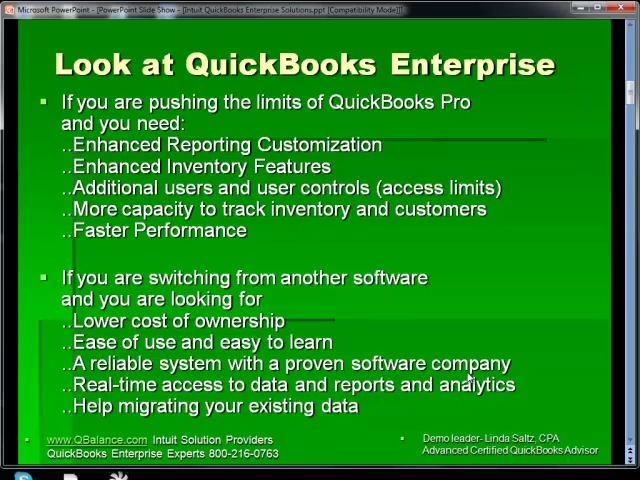 Microsoft PowerPoint - [PowerPoint Slide Show - [Intuit QuickBooks Enterprise Solutions.ppt [Compatibility Mode]]]
Look at QuickBooks Enterprise
If you are pushing the limits of QuickBooks Pro
and you need:
..Enhanced Reporting Customization
..Enhanced Inventory Features
..Additional users and user controls (access limits)
..More capacity to track inventory and customers
..Faster Performance
If you are switching from another software
and you are looking for
..Lower cost of ownership
..Ease of use and easy to learn
..A reliable system with a proven software company
..Real-time access to data and reports and analytics
..Help migrating your existing data
www.QBalance.com Intuit Solution Providers
QuickBooks Enterprise Experts 800-216-0763
Demo leader- Linda Saltz, CPA
Advanced Certified QuickBooks Advisor